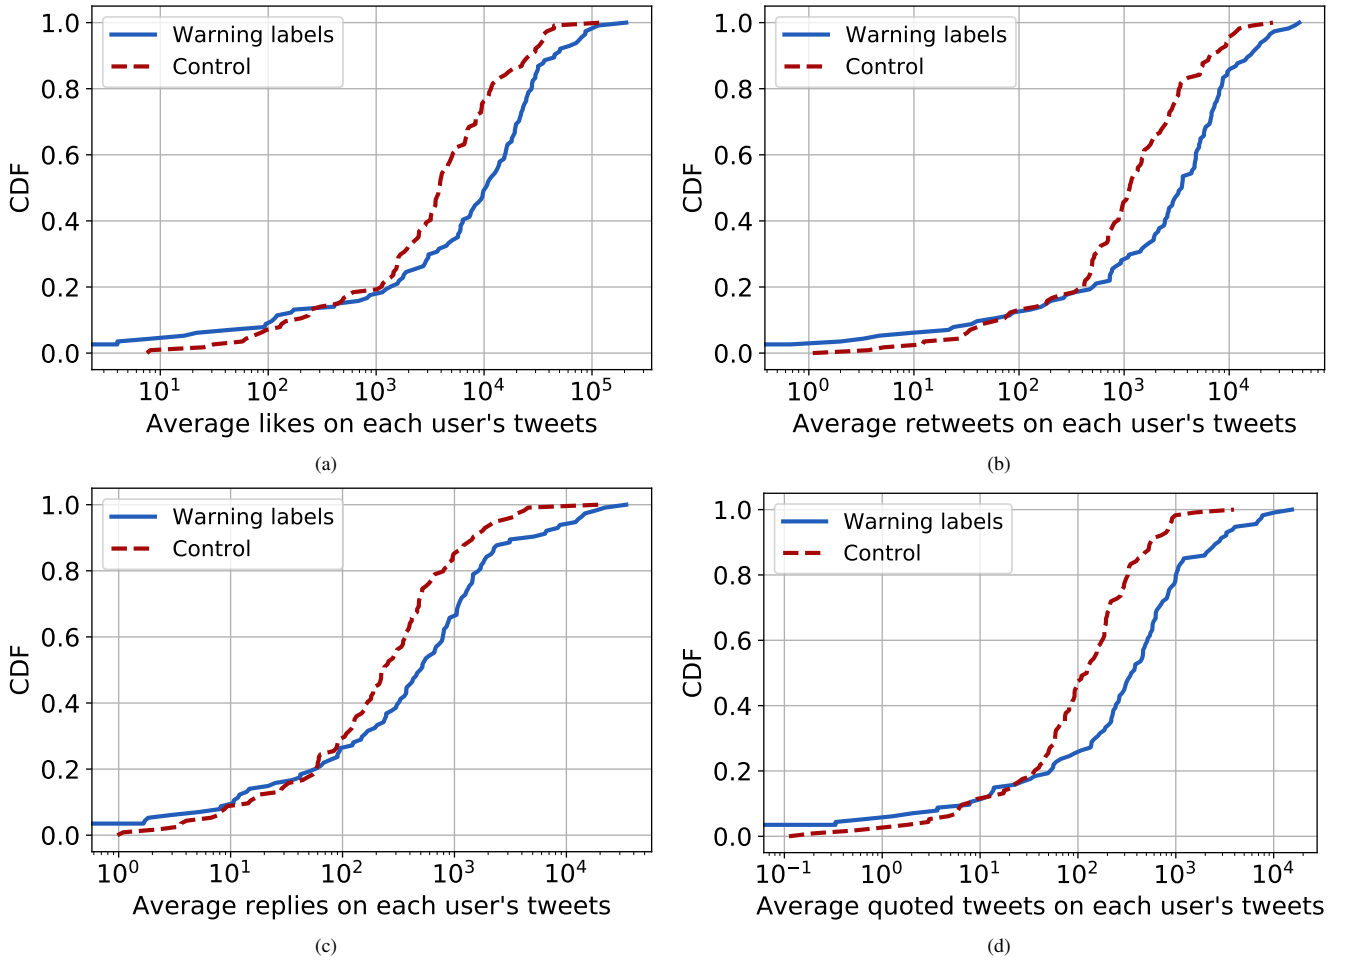 1.0
0.8
0.6
0.4
0.2
0.0
CDF
Warning labels
Control
10¹ 10² 10³ 10⁴ 10⁵
Average likes on each user's tweets
(a)
1.0
0.8
0.6
0.4
0.2
0.0
CDF
Warning labels
Control
10⁰ 10¹ 10² 10³ 10⁴
Average retweets on each user's tweets
(b)
1.0
0.8
0.6
0.4
0.2
0.0
CDF
Warning labels
Control
10⁰ 10¹ 10² 10³ 10⁴
Average replies on each user's tweets
(c)
1.0
0.8
0.6
0.4
0.2
0.0
CDF
Warning labels
Control
10⁻¹ 10⁰ 10¹ 10² 10³ 10⁴
Average quoted tweets on each user's tweets
(d)